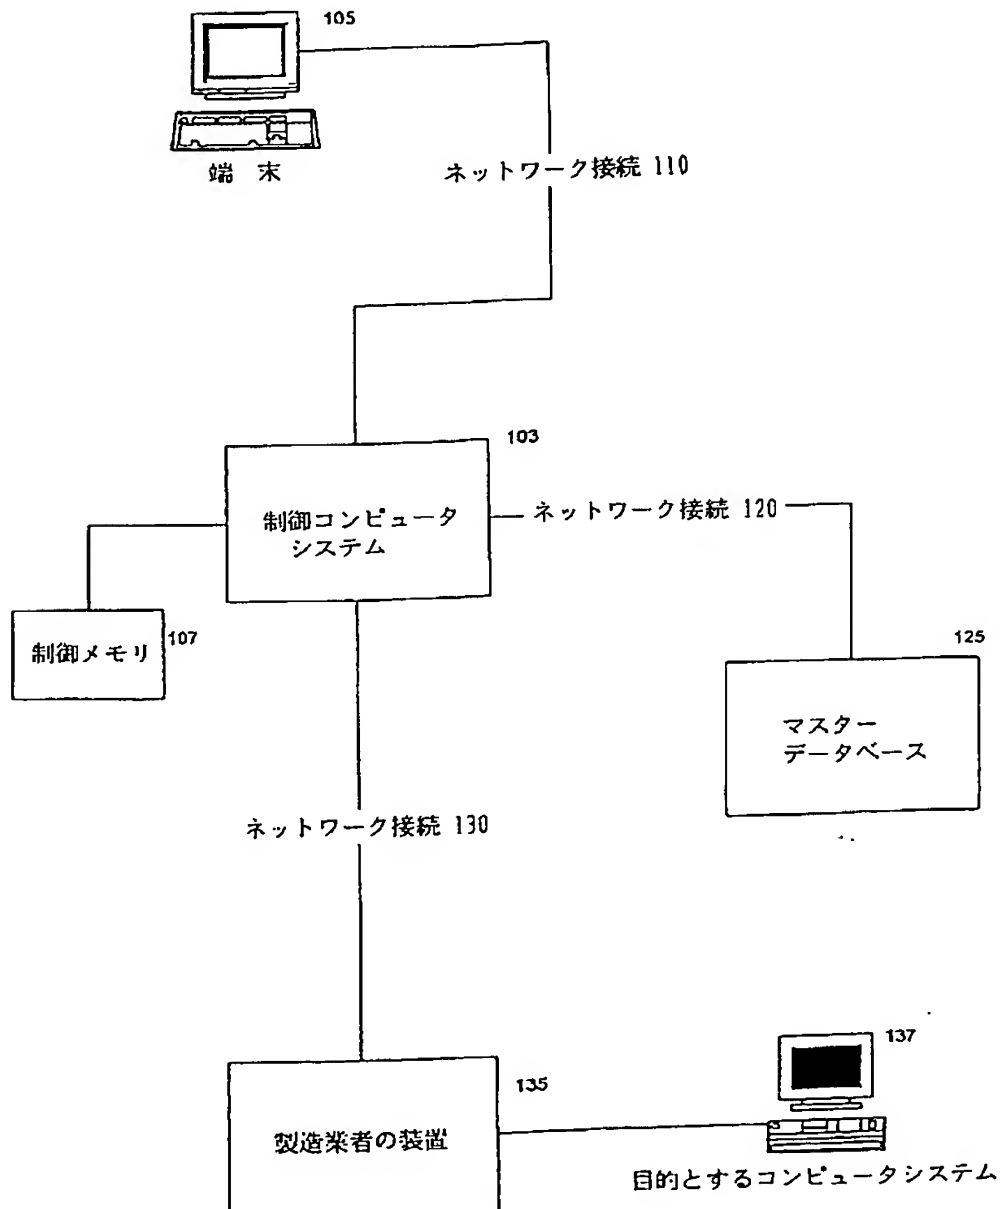 105
端 末
ネットワーク接続 110
103
制御コンピュータ
システム
ネットワーク接続 120
制御メモリ
107
125
マスター
データベース
ネットワーク接続 130
137
135
製造業者の装置
目的とするコンピュータシステム